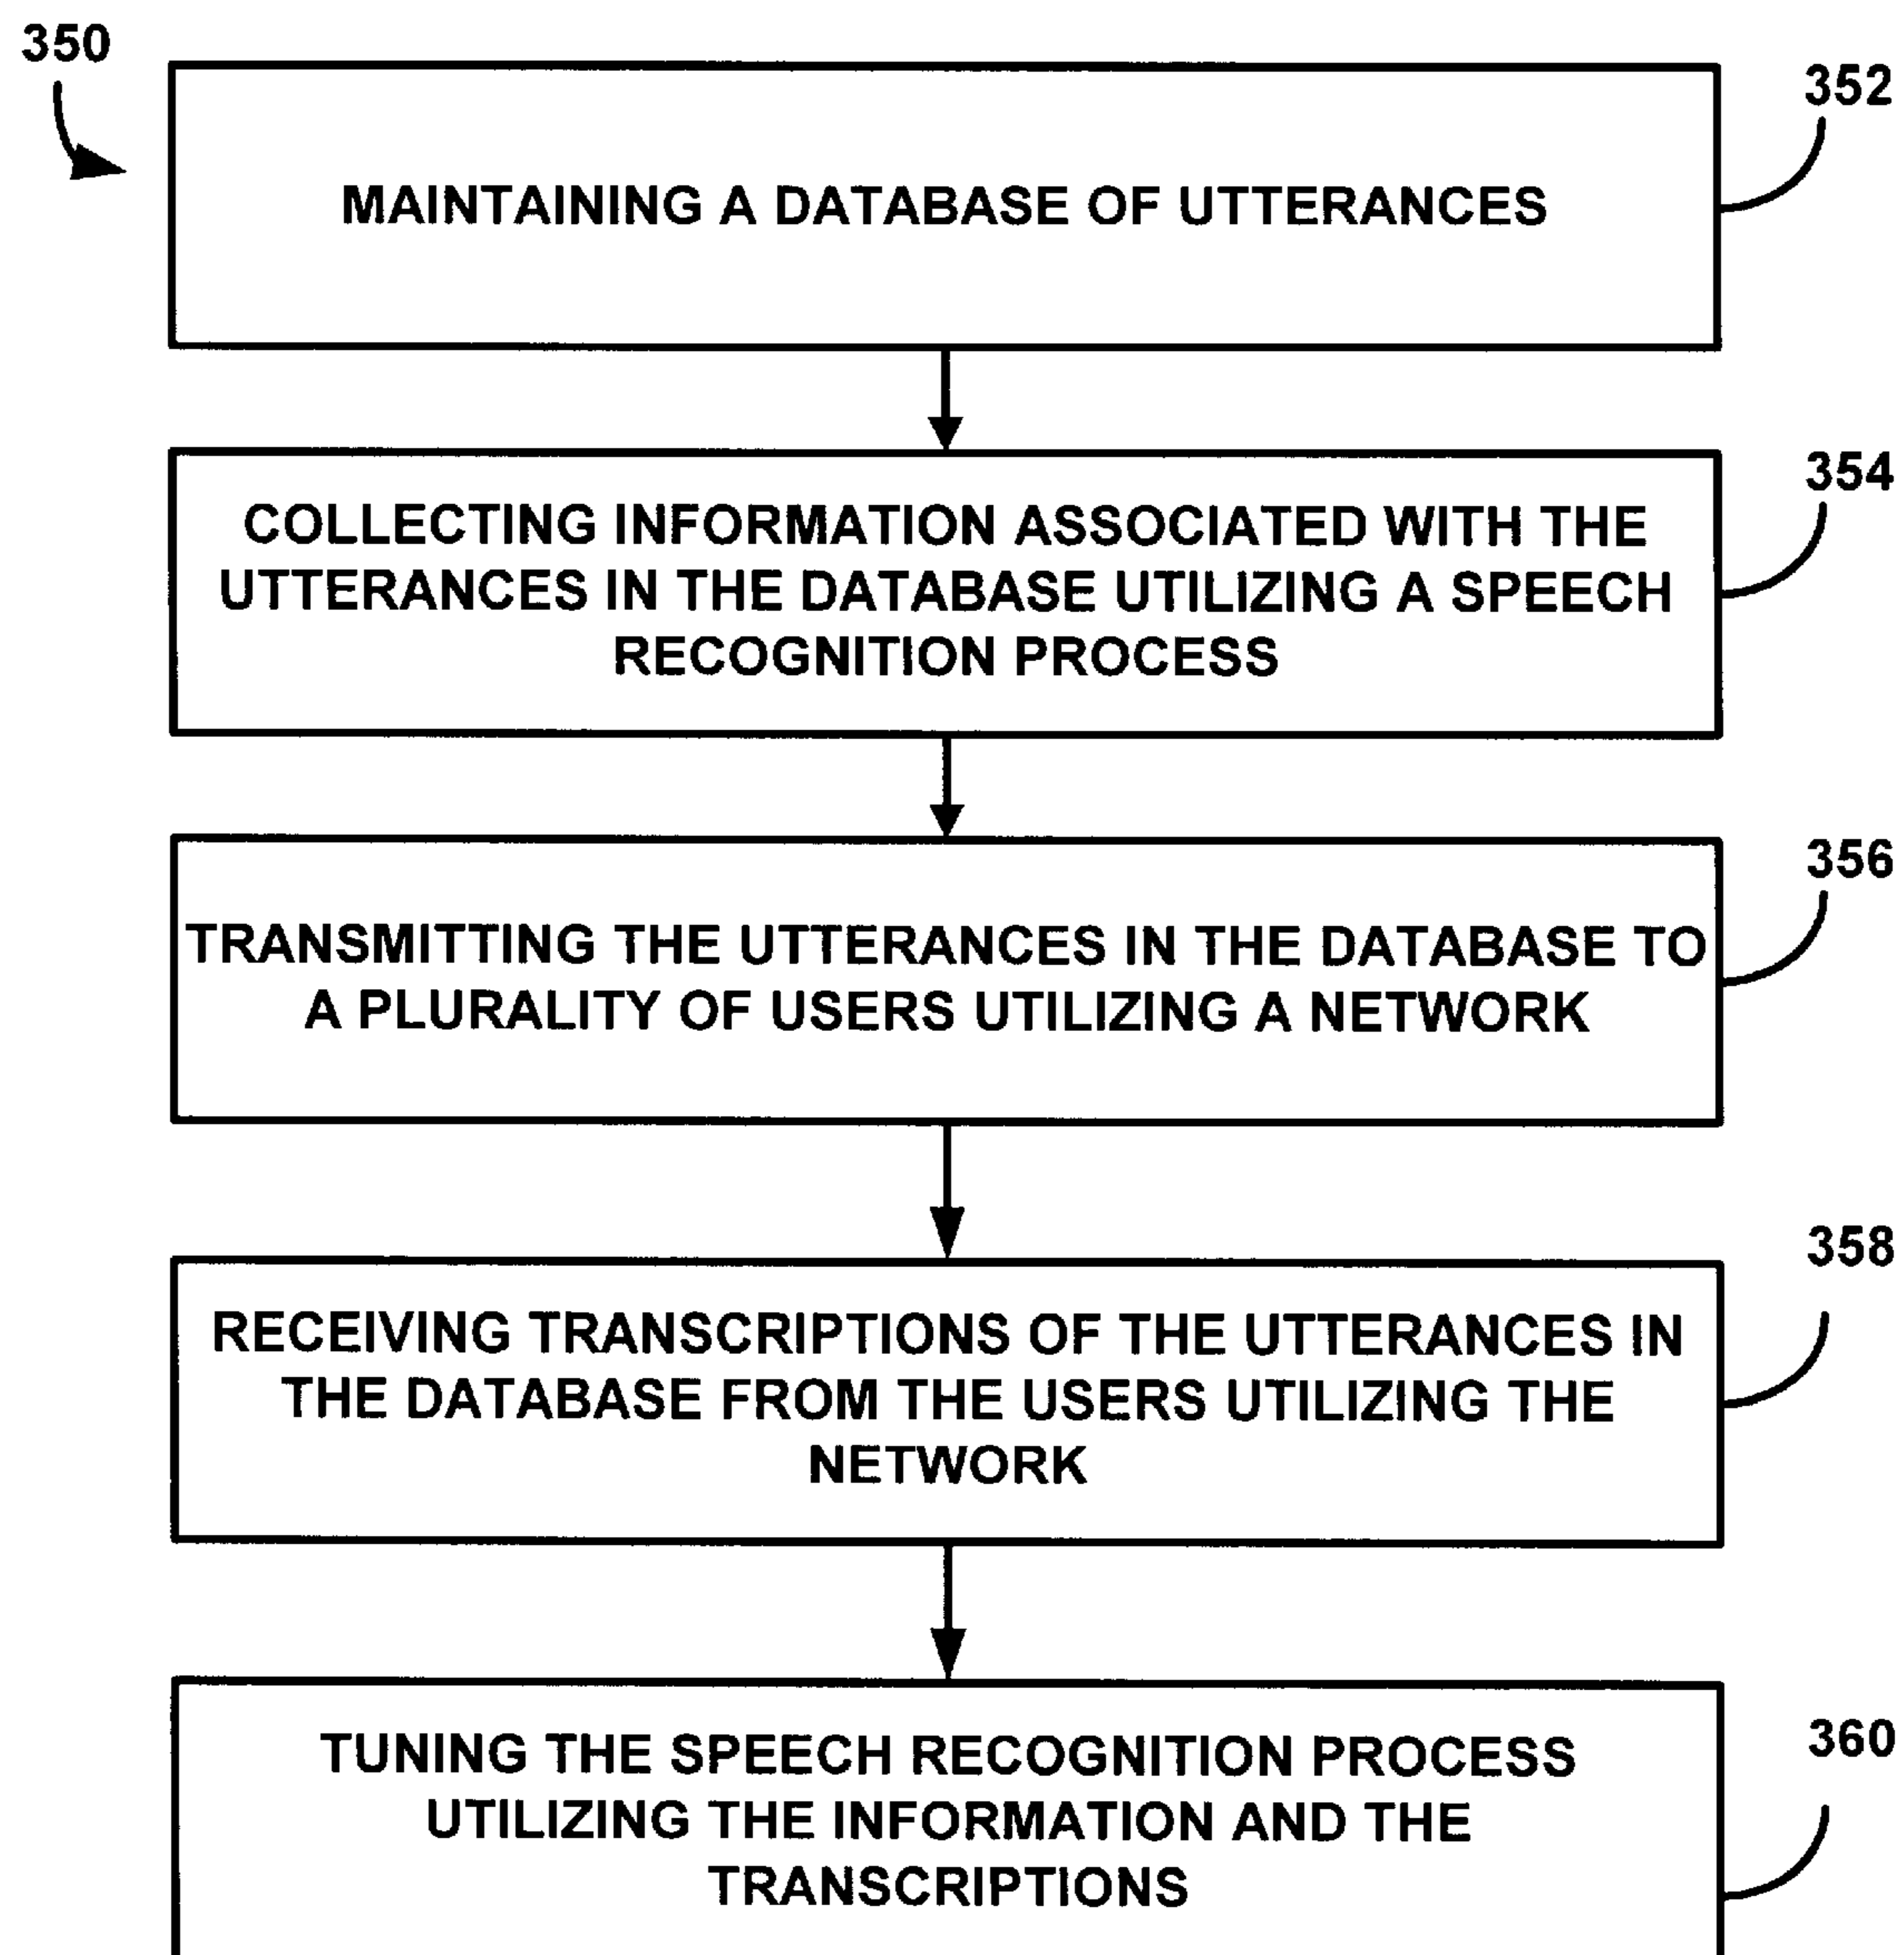 350
352
MAINTAINING A DATABASE OF UTTERANCES
354
COLLECTING INFORMATION ASSOCIATED WITH THE
UTTERANCES IN THE DATABASE UTILIZING A SPEECH
RECOGNITION PROCESS
356
TRANSMITTING THE UTTERANCES IN THE DATABASE TO
A PLURALITY OF USERS UTILIZING A NETWORK
358
RECEIVING TRANSCRIPTIONS OF THE UTTERANCES IN
THE DATABASE FROM THE USERS UTILIZING THE
NETWORK
360
TUNING THE SPEECH RECOGNITION PROCESS
UTILIZING THE INFORMATION AND THE
TRANSCRIPTIONS